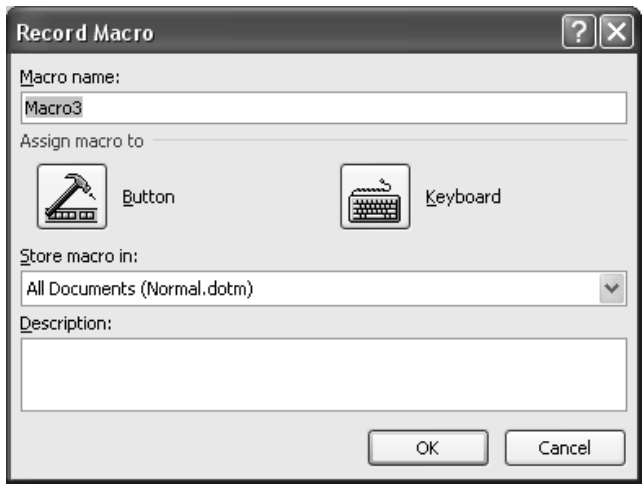 Record Macro
Macro name:
Macro3
Assign macro to
Button Keyboard
Store macro in:
All Documents (Normal.dotm)
Description:
OK Cancel